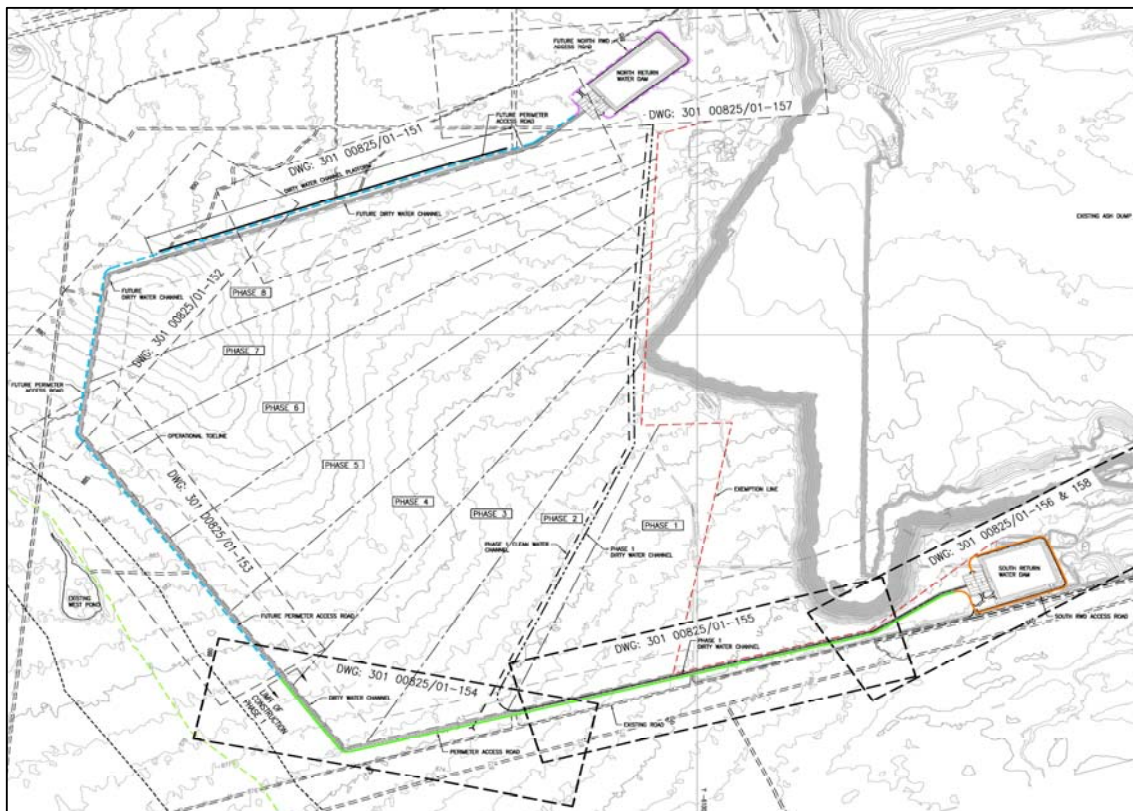 FUTURE NORTH RWD
ACCESS ROAD
NORTH RETURN
WATER DAM
DWG: 301 00825/01-157
DWG: 301 00825/01-151
FUTURE PERIMETER
ACCESS ROAD
DIRTY WATER CHANNEL PLATFORM
FUTURE DIRTY WATER CHANNEL
EXISTING ASH DUMP
FUTURE
DIRTY WATER CHANNEL
DWG: 301 00825/01-152
PHASE 8
PHASE 7
FUTURE PERIMETER
ACCESS ROAD
PHASE 6
OPERATIONAL TOELINE
PHASE 5
DWG: 301 00825/01-153
PHASE 4
EXEMPTION LINE
PHASE 3
PHASE 2
PHASE 1
DWG: 301 00825/01-156 & 158
PHASE 1 CLEAN WATER
CHANNEL
PHASE 1
DIRTY WATER CHANNEL
SOUTH RETURN
WATER DAM
EXISTING
WEST POND
FUTURE PERIMETER ACCESS ROAD
SOUTH RWD ACCESS ROAD
DWG: 301 00825/01-155
PHASE 1
DIRTY WATER CHANNEL
DWG: 301 00825/01-154
DIRTY WATER CHANNEL
LIMIT OF
CONSTRUCTION
PHASE 1
EXISTING ROAD
PERIMETER ACCESS ROAD